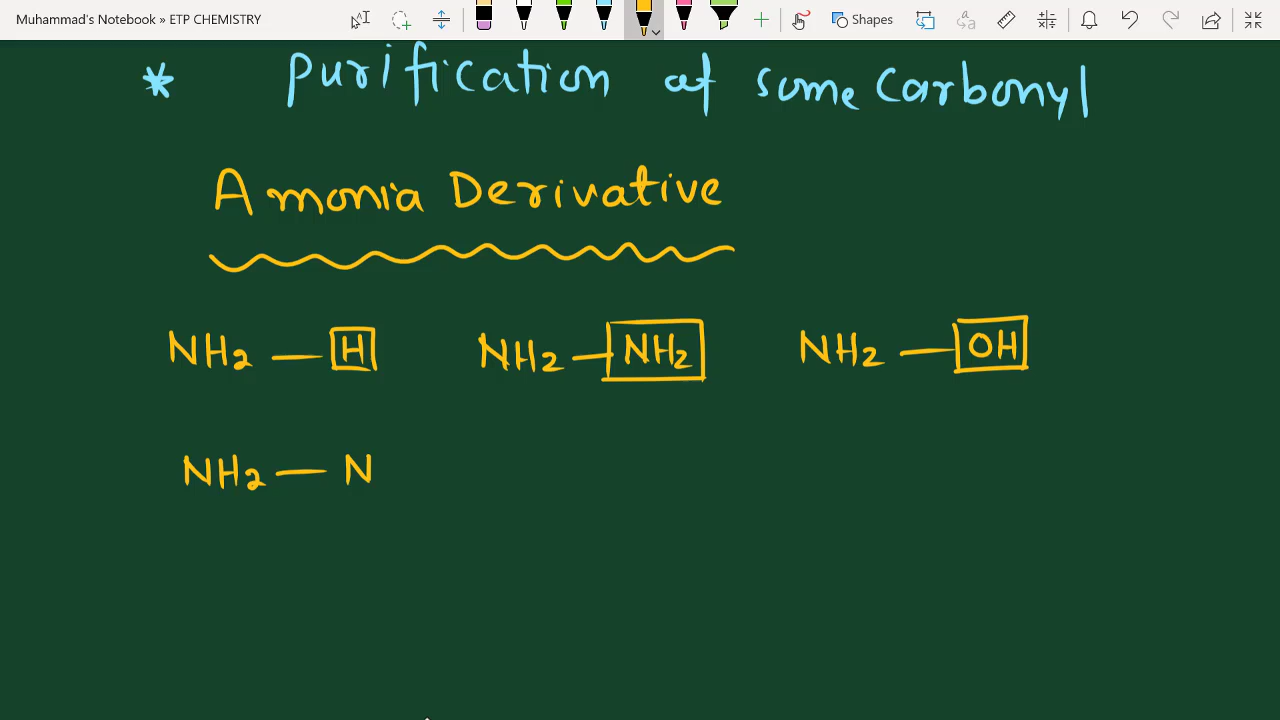 Muhammad's Notebook » ETP CHEMISTRY
Shapes
* Purification of some Carbonyl
Amonia Derivative
NH2 — H NH2 — NH2 NH2 — OH
NH2 — N